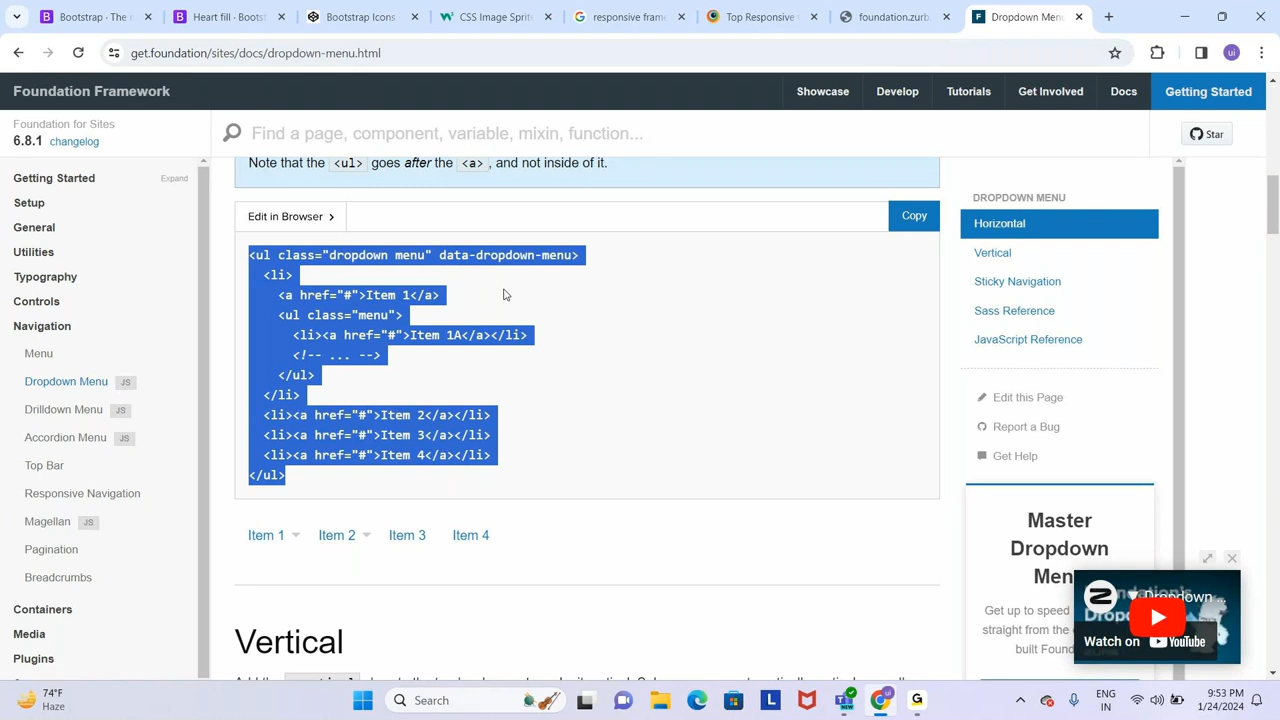 Bootstrap · The n
Heart fill · Boots
Bootstrap Icons
CSS Image Sprit
responsive fram
Top Responsive
foundation.zurb
Dropdown Menu
get.foundation/sites/docs/dropdown-menu.html
ui
Foundation Framework
Showcase
Develop
Tutorials
Get Involved
Docs
Getting Started
Foundation for Sites
6.8.1 changelog
Find a page, component, variable, mixin, function...
Star
Getting Started
Expand
Setup
General
Utilities
Typography
Controls
Navigation
Menu
Dropdown Menu JS
Drilldown Menu JS
Accordion Menu JS
Top Bar
Responsive Navigation
Magellan JS
Pagination
Breadcrumbs
Containers
Media
Plugins
Note that the <ul> goes after the <a>, and not inside of it.
Edit in Browser
Copy
<ul class="dropdown menu" data-dropdown-menu>
<li>
<a href="#">Item 1</a>
<ul class="menu">
<li><a href="#">Item 1A</a></li>
<!-- ... -->
</ul>
</li>
<li><a href="#">Item 2</a></li>
<li><a href="#">Item 3</a></li>
<li><a href="#">Item 4</a></li>
</ul>
Item 1 Item 2 Item 3 Item 4
Vertical
DROPDOWN MENU
Horizontal
Vertical
Sticky Navigation
Sass Reference
JavaScript Reference
Edit this Page
Report a Bug
Get Help
Master
Dropdown
Men
Get up to speed
straight from the
built Foun
Dropdown ...
Watch on YouTube
74°F
Haze
Search
ENG
IN
9:53 PM
1/24/2024